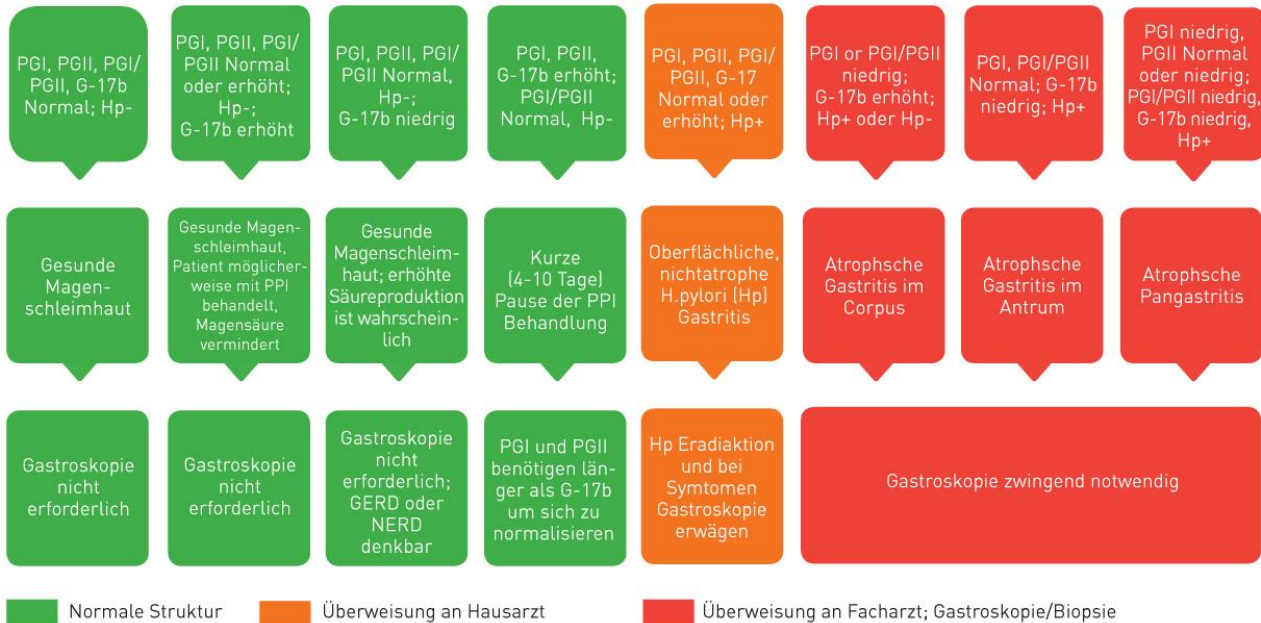 PGI, PGII, PGI/
PGII, G-17b
Normal; Hp-
PGI, PGII, PGI/
PGII Normal
oder erhöht;
Hp-;
G-17b erhöht
PGI, PGII, PGI/
PGII Normal,
Hp-;
G-17b niedrig
PGI, PGII,
G-17b erhöht;
PGI/PGII
Normal, Hp-
PGI, PGII, PGI/
PGII, G-17
Normal oder
erhöht; Hp+
PGI or PGI/PGII
niedrig;
G-17b erhöht;
Hp+ oder Hp-
PGI, PGI/PGII
Normal; G-17b
niedrig; Hp+
PGI niedrig,
PGII Normal
oder niedrig;
PGI/PGII niedrig,
G-17b niedrig,
Hp+
Gesunde
Magen-
schleimhaut
Gesunde Magen-
schleimhaut,
Patient möglicher-
weise mit PPI
behandelt,
Magensäure
vermindert
Gesunde
Magenschleim-
haut; erhöhte
Säureproduktion
ist wahrschein-
lich
Kurze
(4-10 Tage)
Pause der PPI
Behandlung
Oberflächliche,
nichtatrophe
H.pylori (Hp)
Gastritis
Atrophsche
Gastritis im
Corpus
Atrophsche
Gastritis im
Antrum
Atrophsche
Pangastritis
Gastroskopie
nicht
erforderlich
Gastroskopie
nicht
erforderlich
Gastroskopie
nicht
erforderlich;
GERD oder
NERD
denkbar
PGI und PGII
benötigen län-
ger als G-17b
um sich zu
normalisieren
Hp Eradiaktion
und bei
Symtomen
Gastroskopie
erwägen
Gastroskopie zwingend notwendig
Normale Struktur
Überweisung an Hausarzt
Überweisung an Facharzt; Gastroskopie/Biopsie